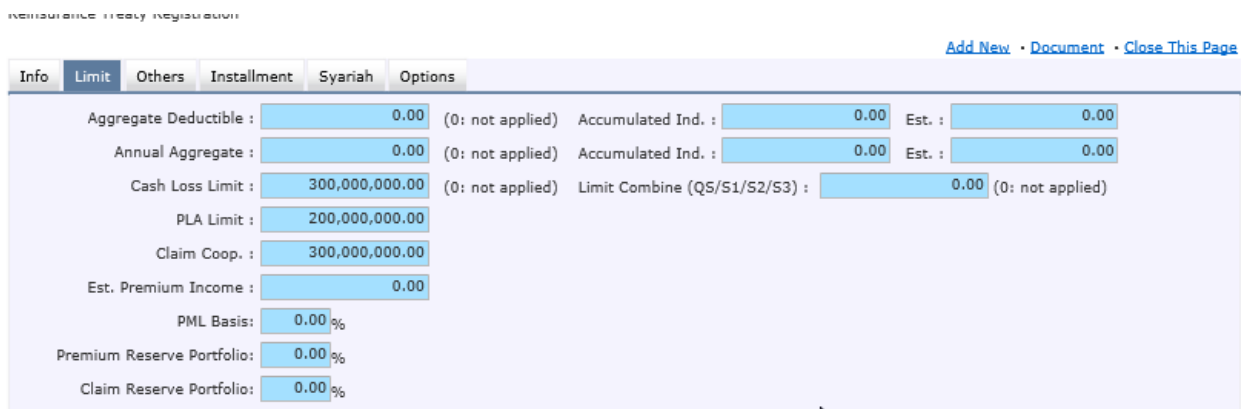 Reinsurance Treaty Registration
Add New • Document • Close This Page
Info Limit Others Installment Syariah Options
Aggregate Deductible : 0.00 (0: not applied) Accumulated Ind. : 0.00 Est. : 0.00
Annual Aggregate : 0.00 (0: not applied) Accumulated Ind. : 0.00 Est. : 0.00
Cash Loss Limit : 300,000,000.00 (0: not applied) Limit Combine (QS/S1/S2/S3) : 0.00 (0: not applied)
PLA Limit : 200,000,000.00
Claim Coop. : 300,000,000.00
Est. Premium Income : 0.00
PML Basis: 0.00 %
Premium Reserve Portfolio: 0.00 %
Claim Reserve Portfolio: 0.00 %